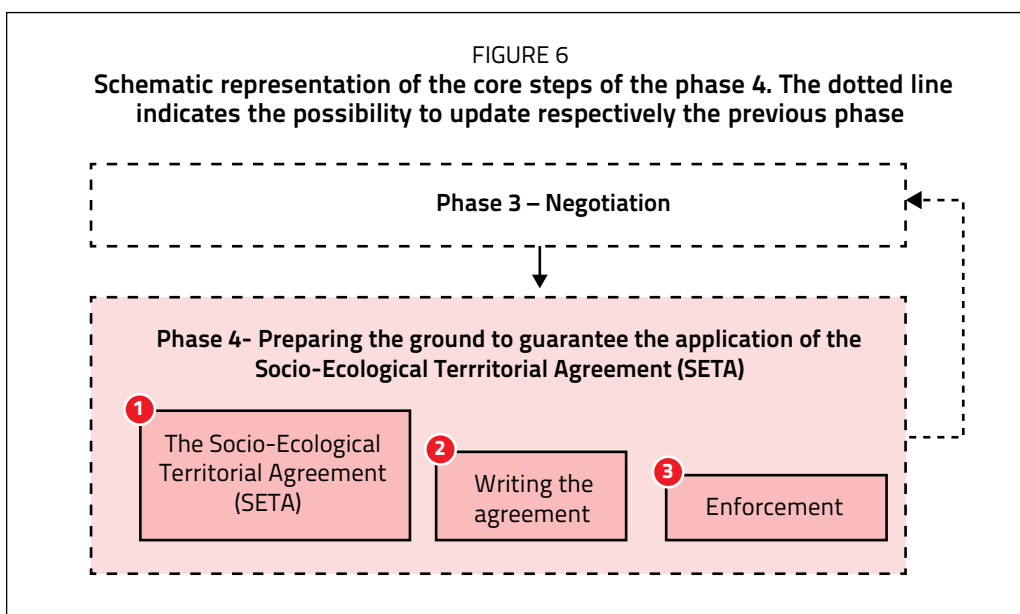 FIGURE 6
Schematic representation of the core steps of the phase 4. The dotted line
indicates the possibility to update respectively the previous phase
Phase 3 – Negotiation
Phase 4- Preparing the ground to guarantee the application of the
Socio-Ecological Terrritorial Agreement (SETA)
1
The Socio-Ecological
Territorial Agreement
(SETA)
2
Writing the
agreement
3
Enforcement